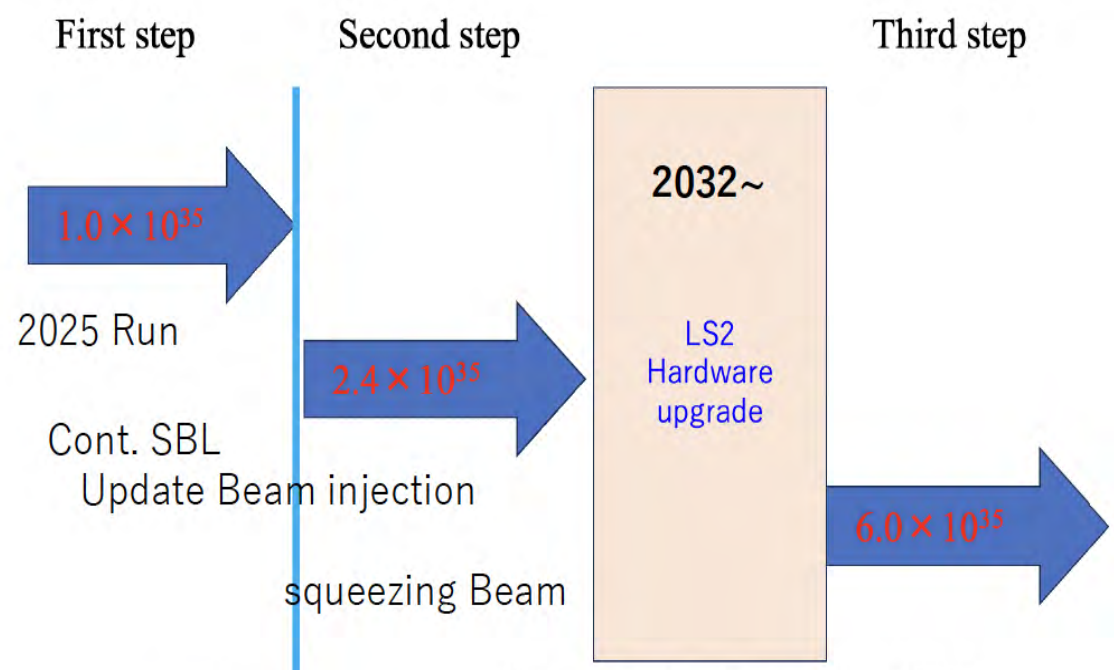 First step
Second step
Third step
1.0 × 10³⁵
2025 Run
2.4 × 10³⁵
Cont. SBL
Update Beam injection
squeezing Beam
2032~
LS2
Hardware
upgrade
6.0 × 10³⁵